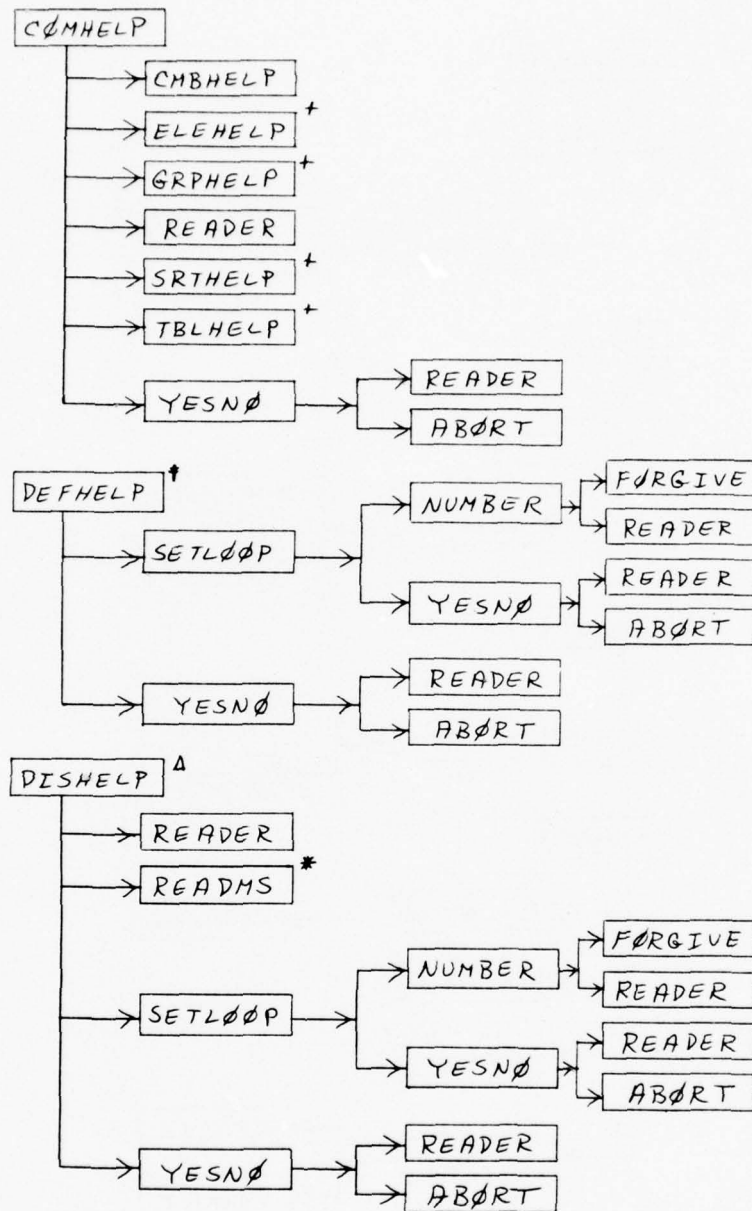 CØMHELP
CMBHELP
ELEHELP +
GRPHELP +
READER
SRTHELP +
TBLHELP +
YESNØ
READER
ABØRT
DEFHELP ‡
SETLØØP
NUMBER
FØRGIVE
READER
YESNØ
READER
ABØRT
YESNØ
READER
ABØRT
DISHELP Δ
READER
READMS *
SETLØØP
NUMBER
FØRGIVE
READER
YESNØ
READER
ABØRT
YESNØ
READER
ABØRT